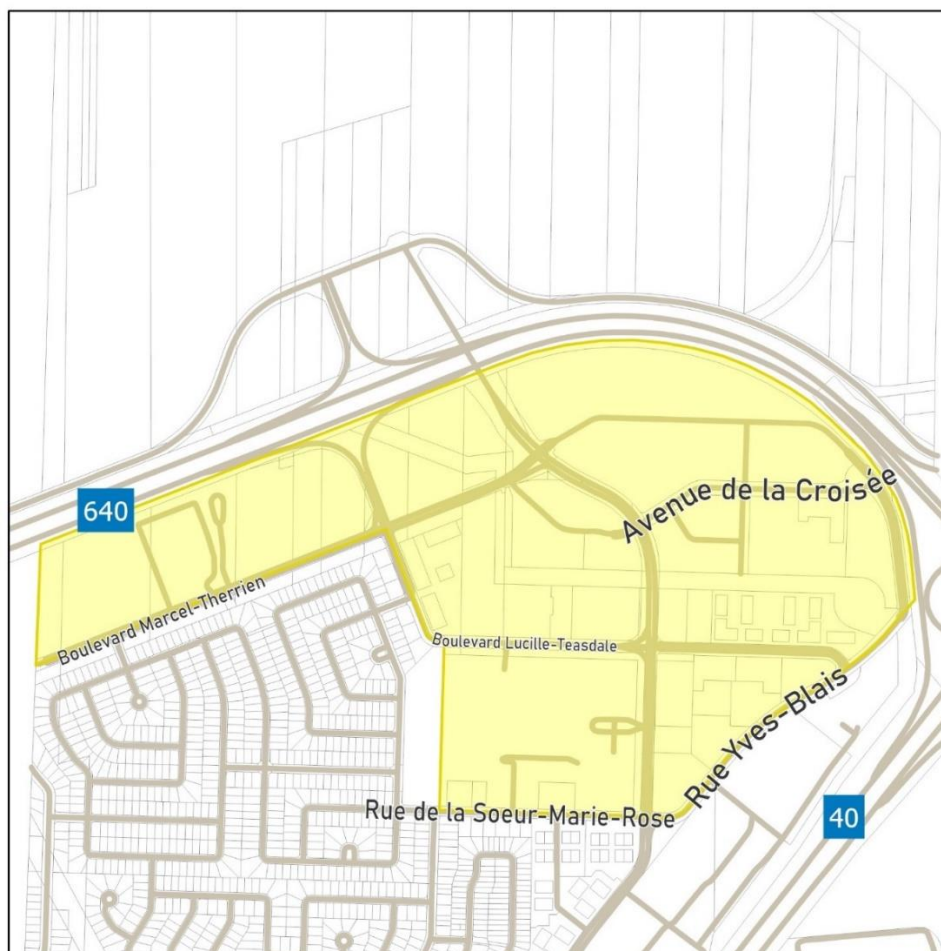 640
Avenue de la Croisée
Boulevard Marcel-Therrien
Boulevard Lucille-Teasdale
Rue Yves-Blais
Rue de la Soeur-Marie-Rose
40